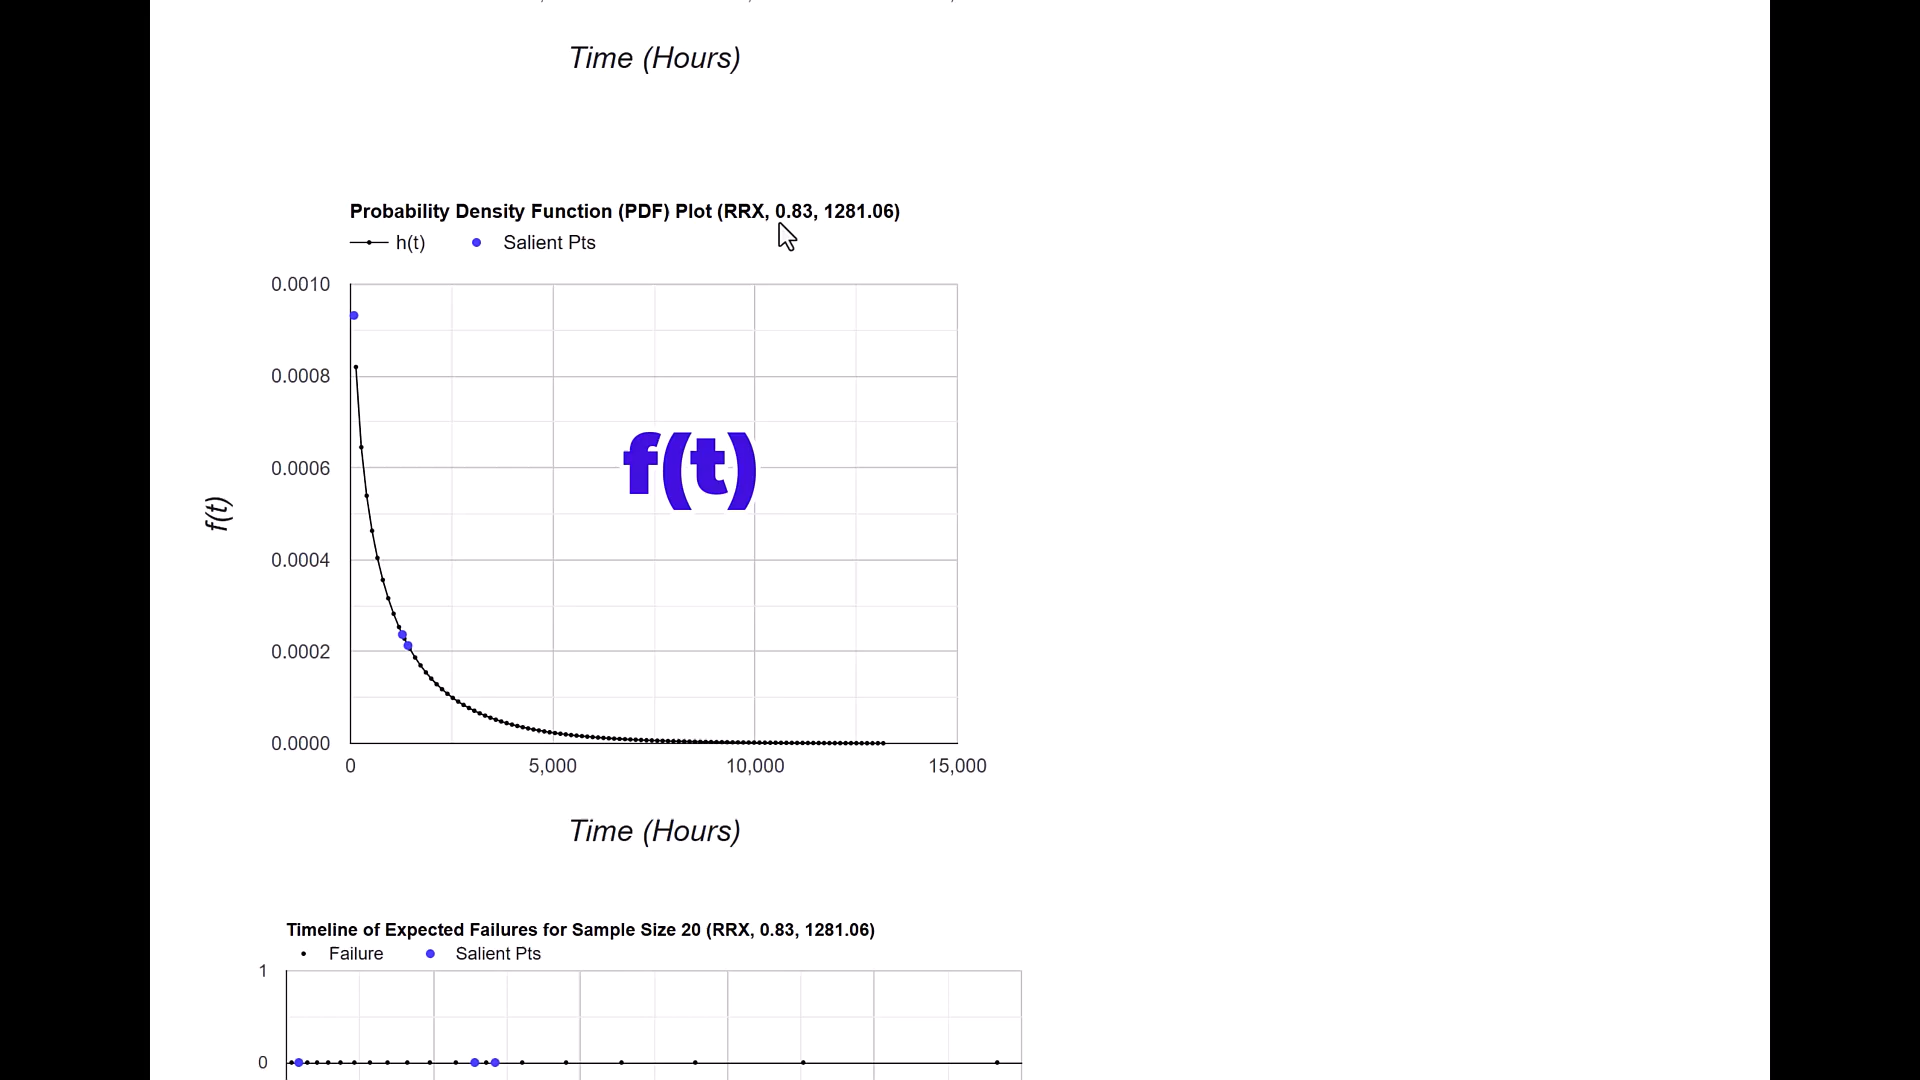 Time (Hours)
Probability Density Function (PDF) Plot (RRX, 0.83, 1281.06)
h(t) Salient Pts
0.0010
0.0008
0.0006
0.0004
0.0002
0.0000
f(t)
f(t)
0 5,000 10,000 15,000
Time (Hours)
Timeline of Expected Failures for Sample Size 20 (RRX, 0.83, 1281.06)
Failure Salient Pts
1
0